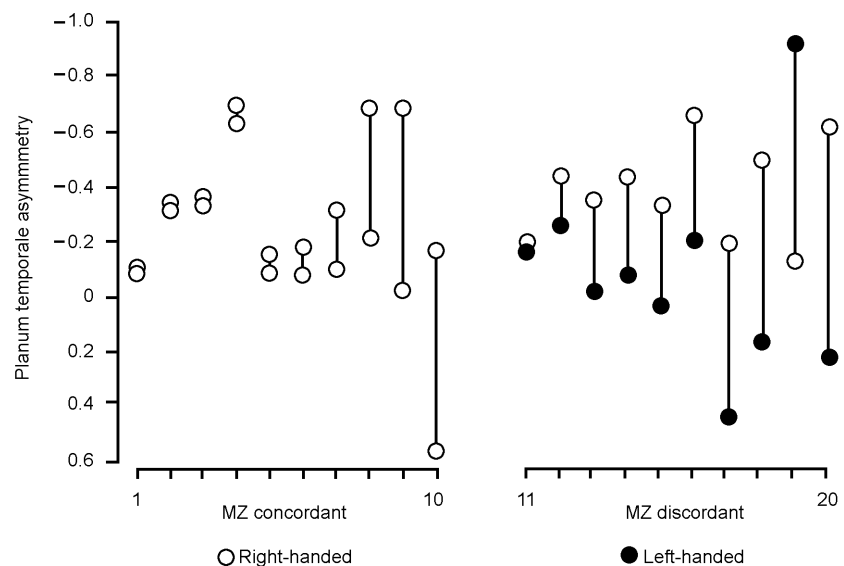 Planum temporale asymmmetry
−1.0
−0.8
−0.6
−0.4
−0.2
0
0.2
0.4
0.6
1 10
MZ concordant
11 20
MZ discordant
Right-handed
Left-handed